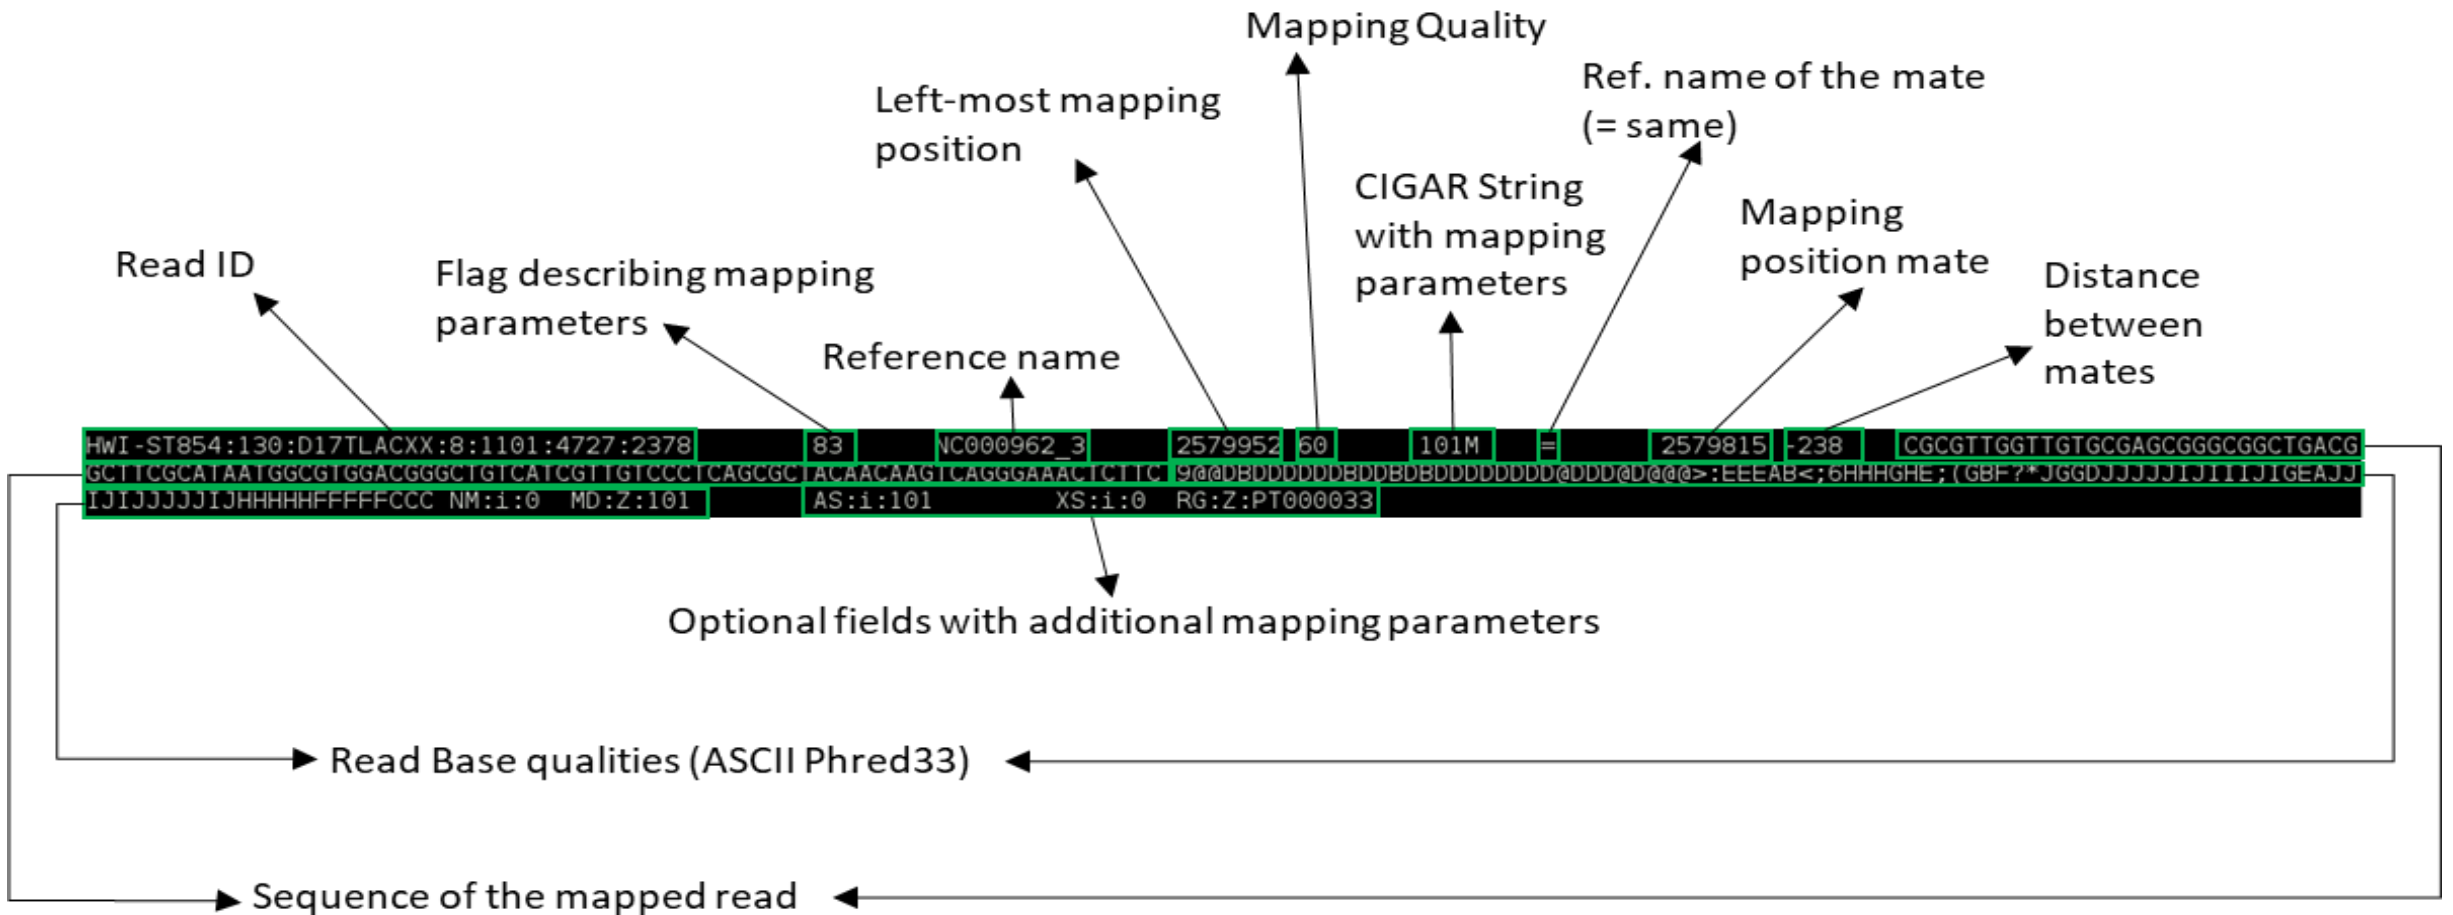 Mapping Quality
Ref. name of the mate
(= same)
Left-most mapping
position
CIGAR String
with mapping
parameters
Mapping
position mate
Read ID
Flag describing mapping
parameters
Distance
between
mates
Reference name
HWI-ST854:130:D17TLACXX:8:1101:4727:2378 83 NC000962_3 2579952 60 101M = 2579815 -238 CGCGTTGGTTGTGCGAGCGGGCGGCTGACG
GCTTCGCATAATGGCGTGGACGGGCTGTCATCGTTGTCCCTCAGCGCTACAACAAGTCAGGGAAACTCTTC 9@@DBDDDDDDBDDBDBDDDDDDDDD@DDD@D@@@>:EEEAB<;6HHHGHE;(GBF?*JGGDJJJJJIJIIIJIGEAJJ
IJIJJJJJIJHHHHHFFFFFCCC NM:i:0 MD:Z:101 AS:i:101 XS:i:0 RG:Z:PT000033
Optional fields with additional mapping parameters
Read Base qualities (ASCII Phred33)
Sequence of the mapped read